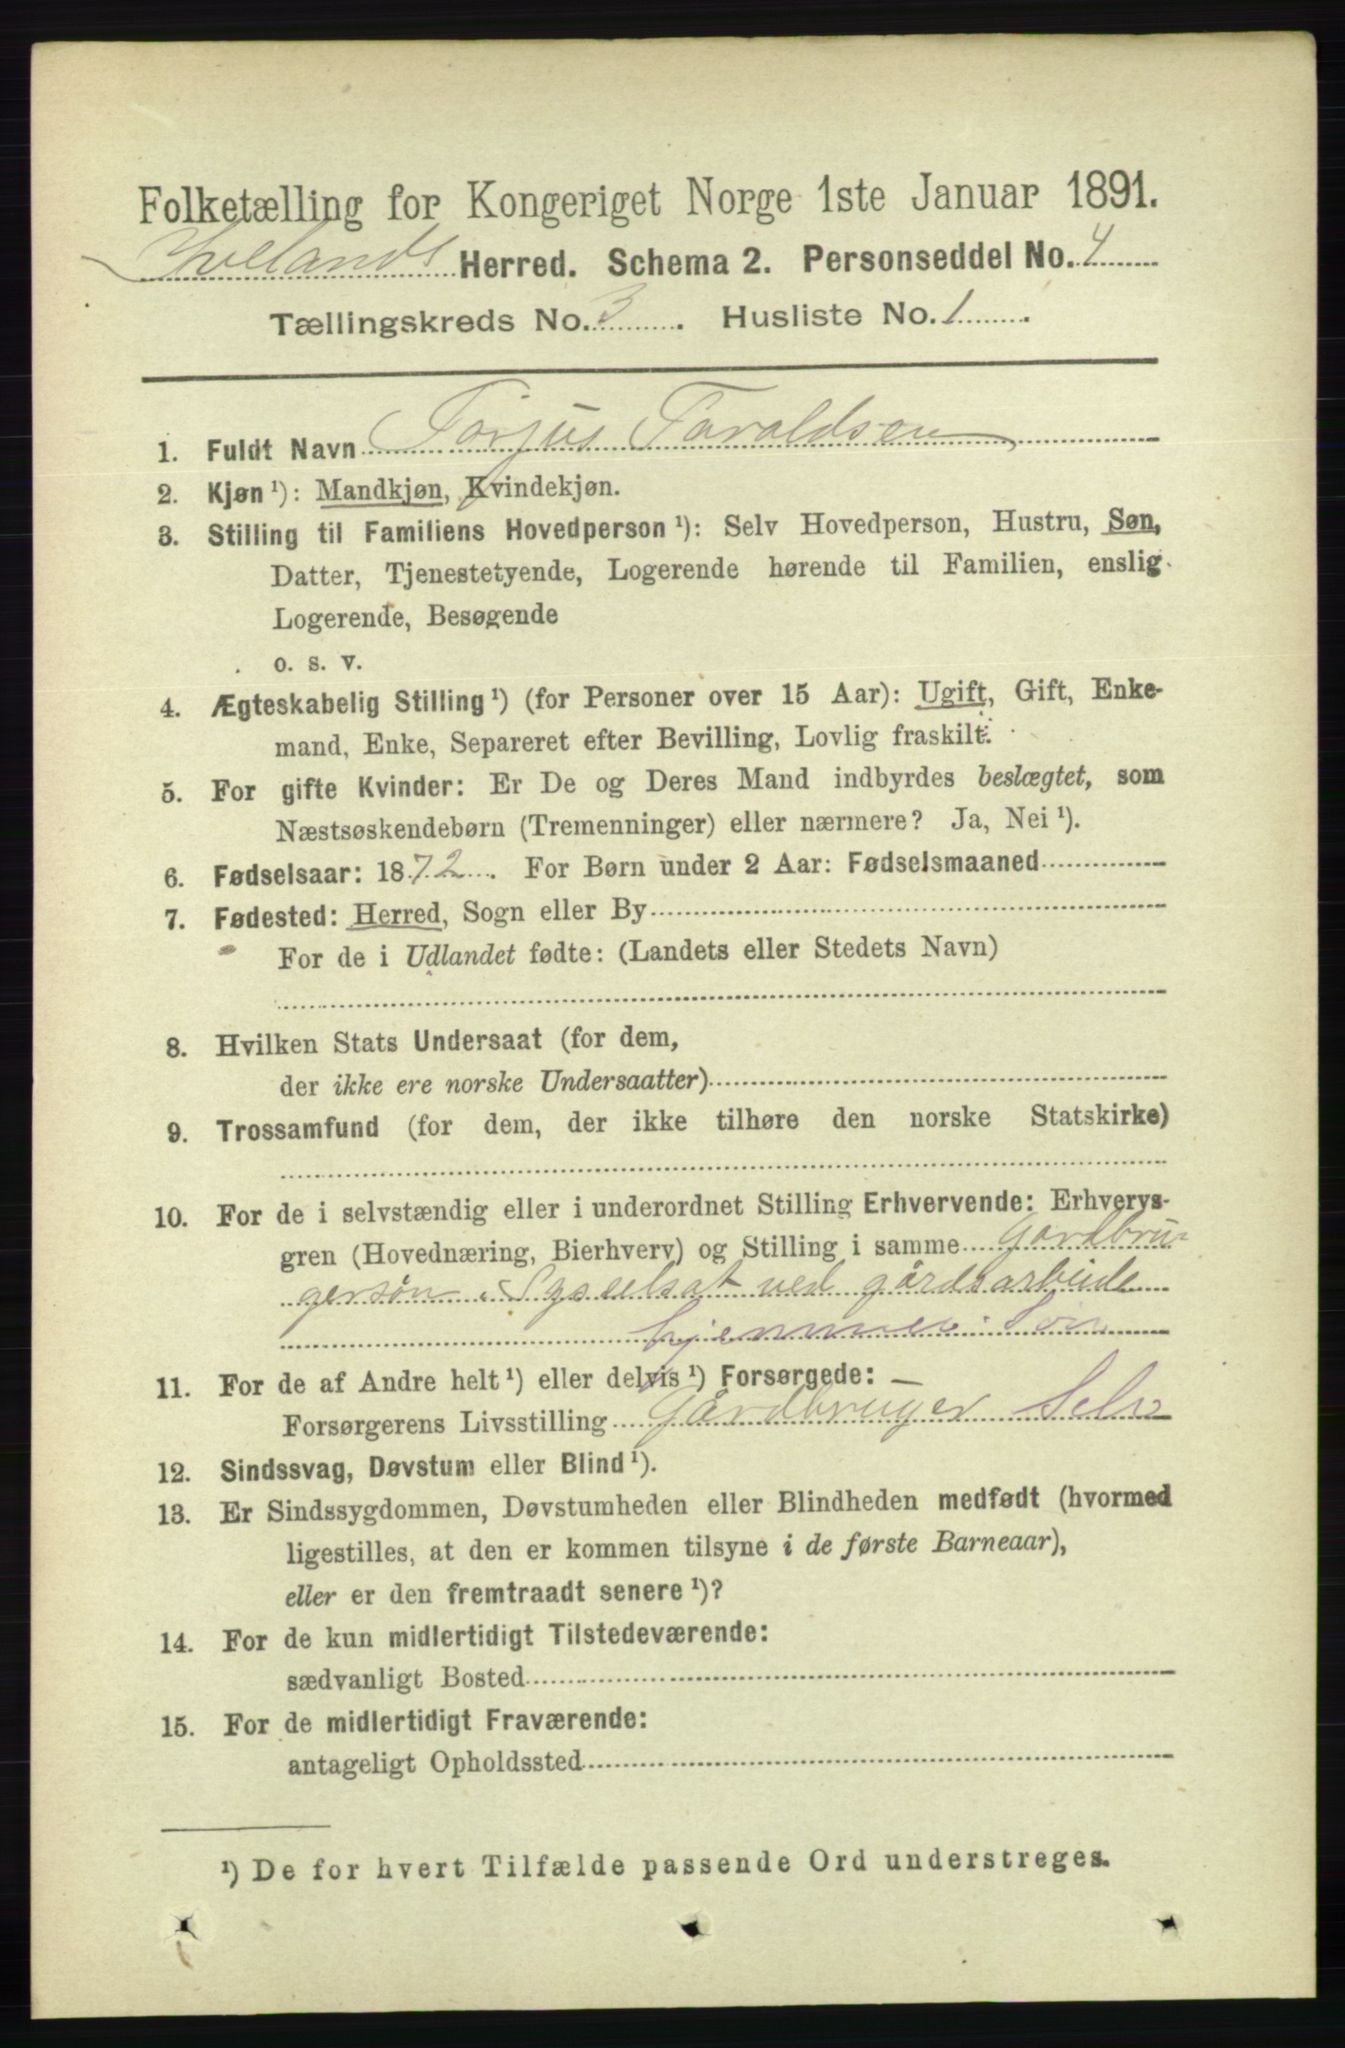 Folketælling for Kongeriget Norge 1ste Januar 1891.
Ivelands Herred. Schema 2. Personseddel No. 4
Tællingskreds No. 3. Husliste No. 1.
1. Fuldt Navn Torjus Taraldsen
2. Kjøn¹): Mandkjøn, Kvindekjøn.
3. Stilling til Familiens Hovedperson¹): Selv Hovedperson, Hustru, Søn,
Datter, Tjenestetyende, Logerende hørende til Familien, enslig
Logerende, Besøgende
o. s. v.
4. Ægteskabelig Stilling¹) (for Personer over 15 Aar): Ugift, Gift, Enke-
mand, Enke, Separeret efter Bevilling, Lovlig fraskilt.
5. For gifte Kvinder: Er De og Deres Mand indbyrdes beslægtet, som
Næstsøskendebørn (Tremenninger) eller nærmere? Ja, Nei¹).
6. Fødselsaar: 1872. For Børn under 2 Aar: Fødselsmaaned
7. Fødested: Herred, Sogn eller By
For de i Udlandet fødte: (Landets eller Stedets Navn)
8. Hvilken Stats Undersaat (for dem,
der ikke ere norske Undersaatter)
9. Trossamfund (for dem, der ikke tilhøre den norske Statskirke)
10. For de i selvstændig eller i underordnet Stilling Erhvervende: Erhvervs-
gren (Hovednæring, Bierhverv) og Stilling i samme Gardbru-
gersøn. Sysselsat ved gårdsarbeide
hjemme. Søn
11. For de af Andre helt¹) eller delvis¹) Forsørgede: –
Forsørgerens Livsstilling Gårdbruger Selv
12. Sindssvag, Døvstum eller Blind¹).
13. Er Sindssygdommen, Døvstumheden eller Blindheden medfødt (hvormed
ligestilles, at den er kommen tilsyne i de første Barneaar),
eller er den fremtraadt senere¹)?
14. For de kun midlertidigt Tilstedeværende:
sædvanligt Bosted
15. For de midlertidigt Fraværende:
antageligt Opholdssted
¹) De for hvert Tilfælde passende Ord understreges.